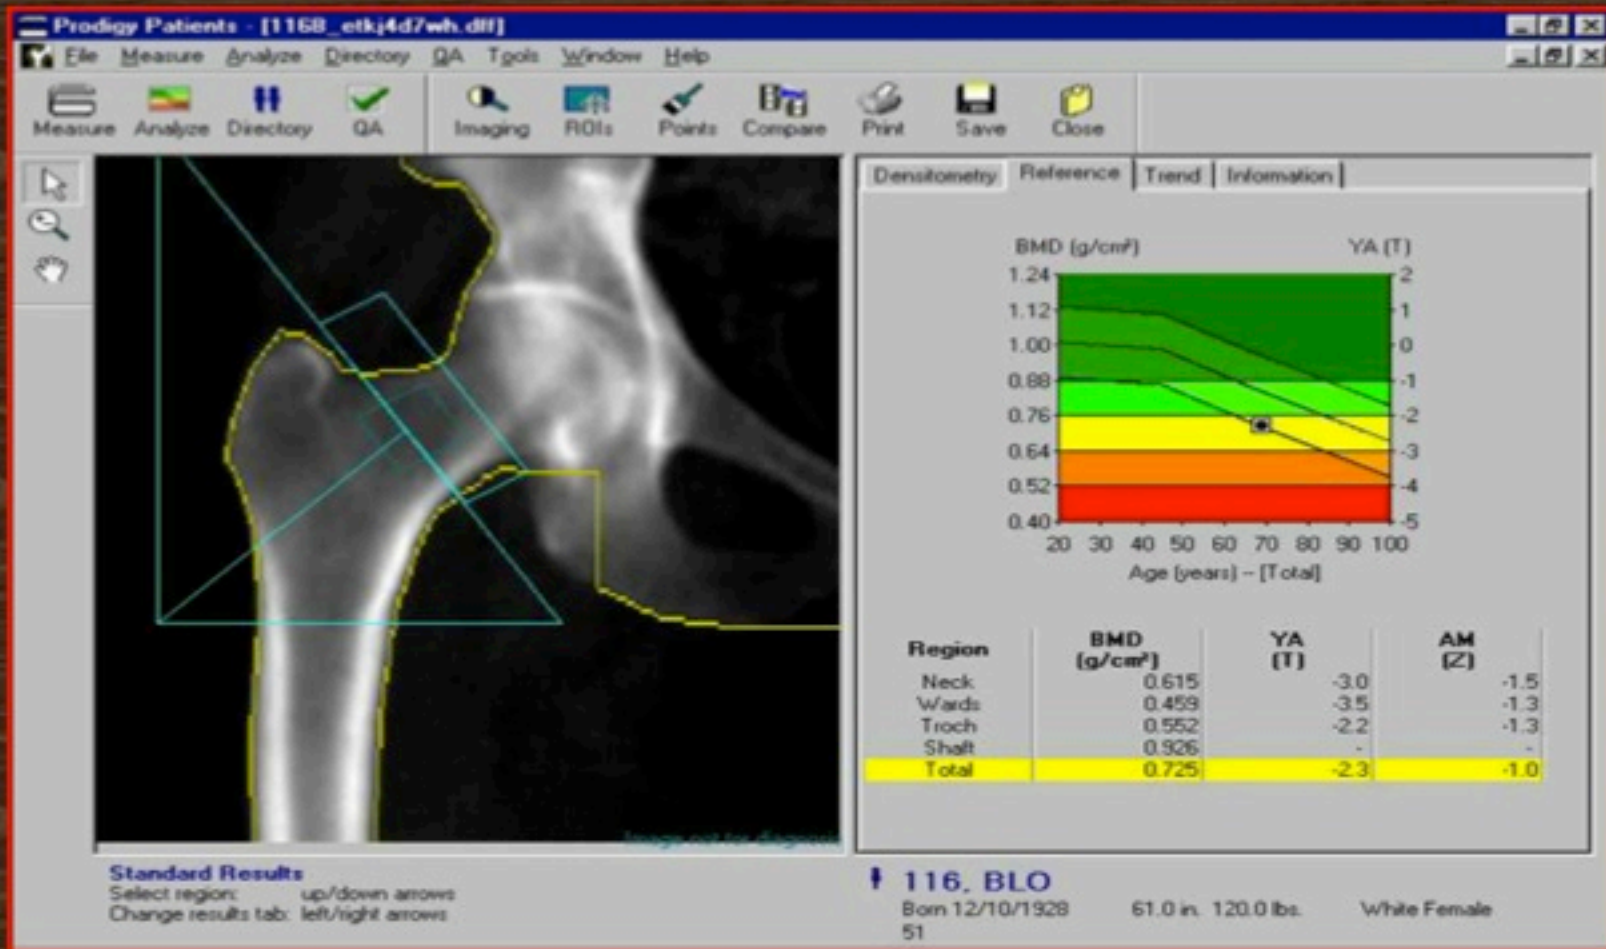 Prodigy Patients - [1168_etkj4d7wh.dff]
File Measure Analyze Directory QA Tools Window Help
Measure Analyze Directory QA Imaging ROIs Points Compare Print Save Close
Densitometry Reference Trend Information
BMD (g/cm²) YA (T)
1.24 2
1.12 1
1.00 0
0.88 -1
0.76 -2
0.64 -3
0.52 -4
0.40 -5
20 30 40 50 60 70 80 90 100
Age (years) -- [Total]
Region BMD (g/cm²) YA (T) AM (Z)
Neck 0.615 -3.0 -1.5
Wards 0.459 -3.5 -1.3
Troch 0.552 -2.2 -1.3
Shaft 0.926 - -
Total 0.725 -2.3 -1.0
Image not for diagnosis
Standard Results
Select region: up/down arrows
Change results tab: left/right arrows
116, BLO
Born 12/10/1928 61.0 in. 120.0 lbs. White Female
51